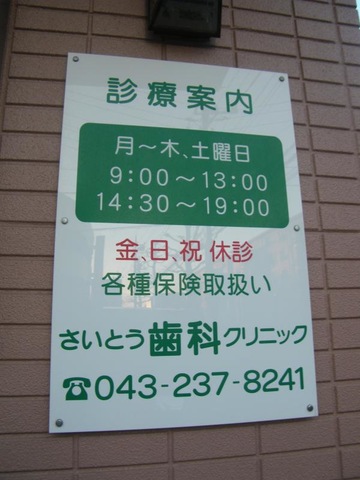 診療案内
月～木、土曜日
9:00～13:00
14:30～19:00
金、日、祝 休診
各種保険取扱い
さいとう歯科クリニック
☎043-237-8241